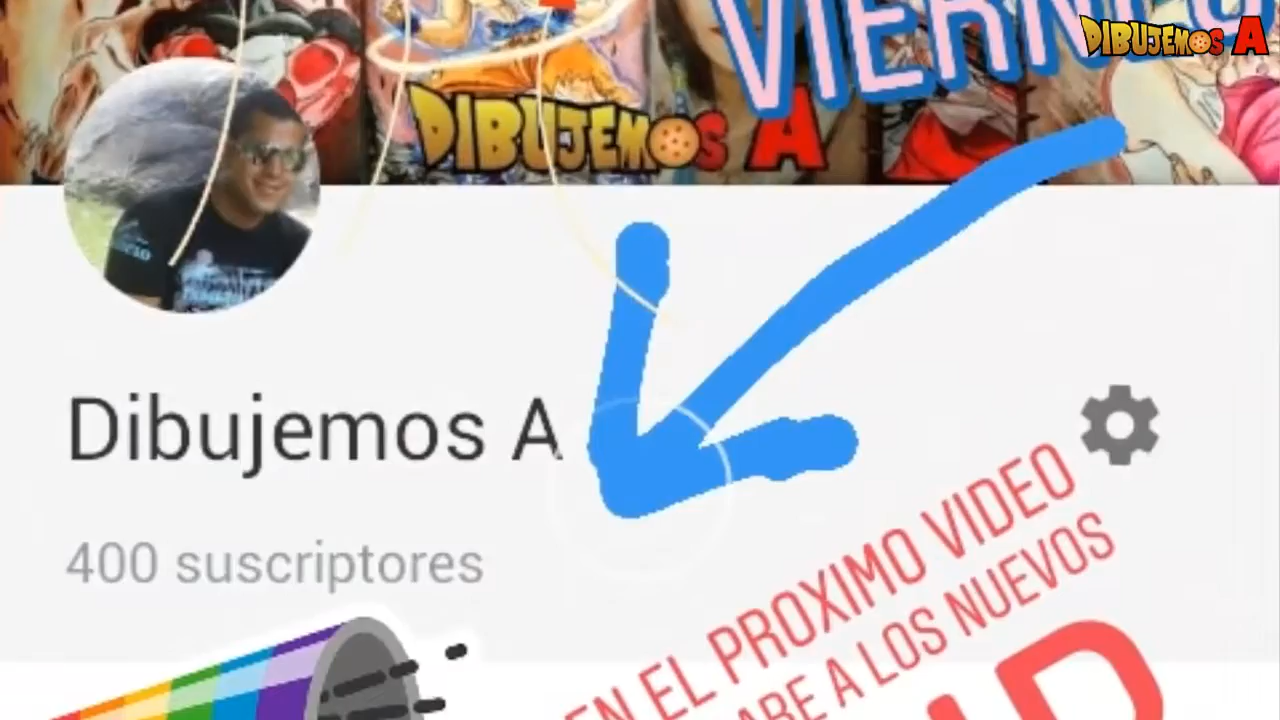 DIBUJEMOS A
DIBUJEMOS A
Dibujemos A
400 suscriptores
EN EL PROXIMO VIDEO
A LOS NUEVOS